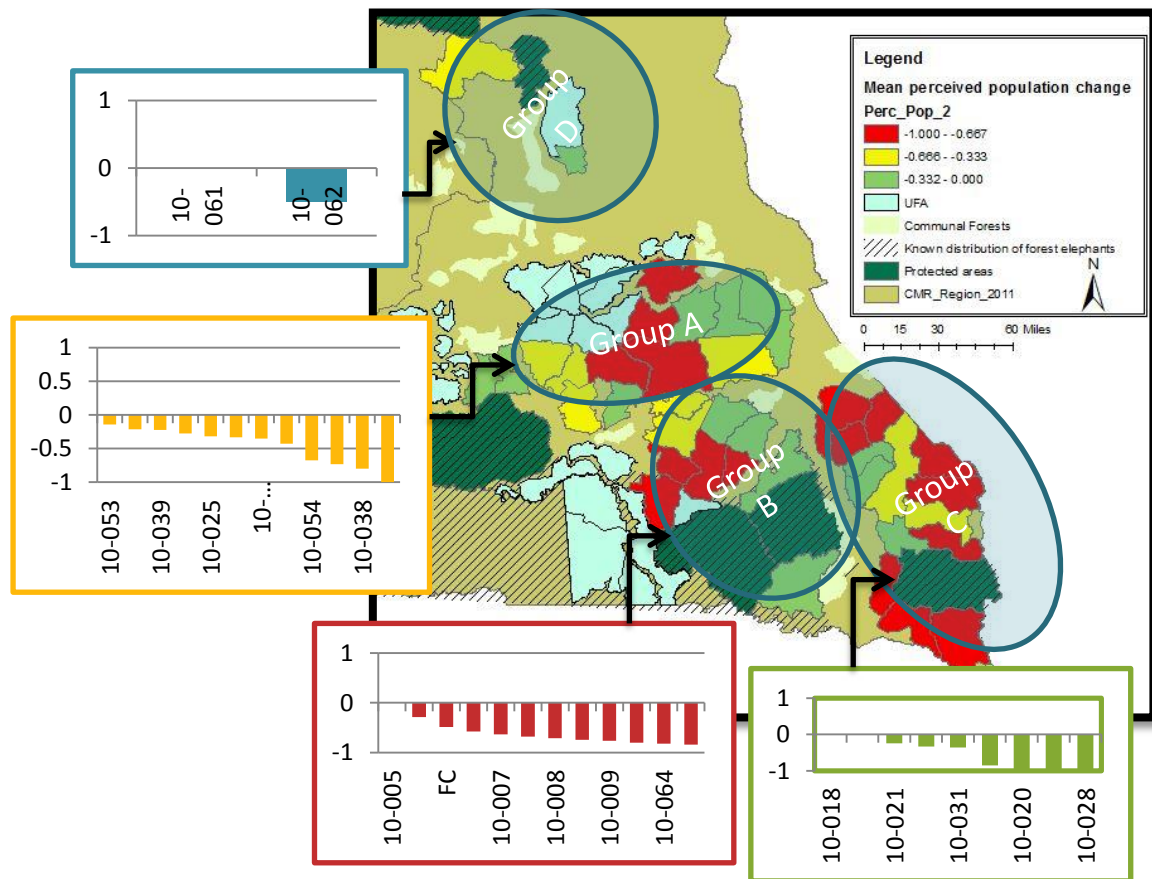 1
0
-1
10-
061
10-
062
Group
D
Legend
Mean perceived population change
Perc_Pop_2
-1.000 - -0.667
-0.666 - -0.333
-0.332 - 0.000
UFA
Communal Forests
Known distribution of forest elephants
Protected areas
CMR_Region_2011
N
0 15 30 60 Miles
Group A
1
0.5
0
-0.5
-1
10-053
10-039
10-025
10-...
10-054
10-038
Group
B
Group
C
1
0
-1
10-005
FC
10-007
10-008
10-009
10-064
1
0
-1
10-018
10-021
10-031
10-020
10-028